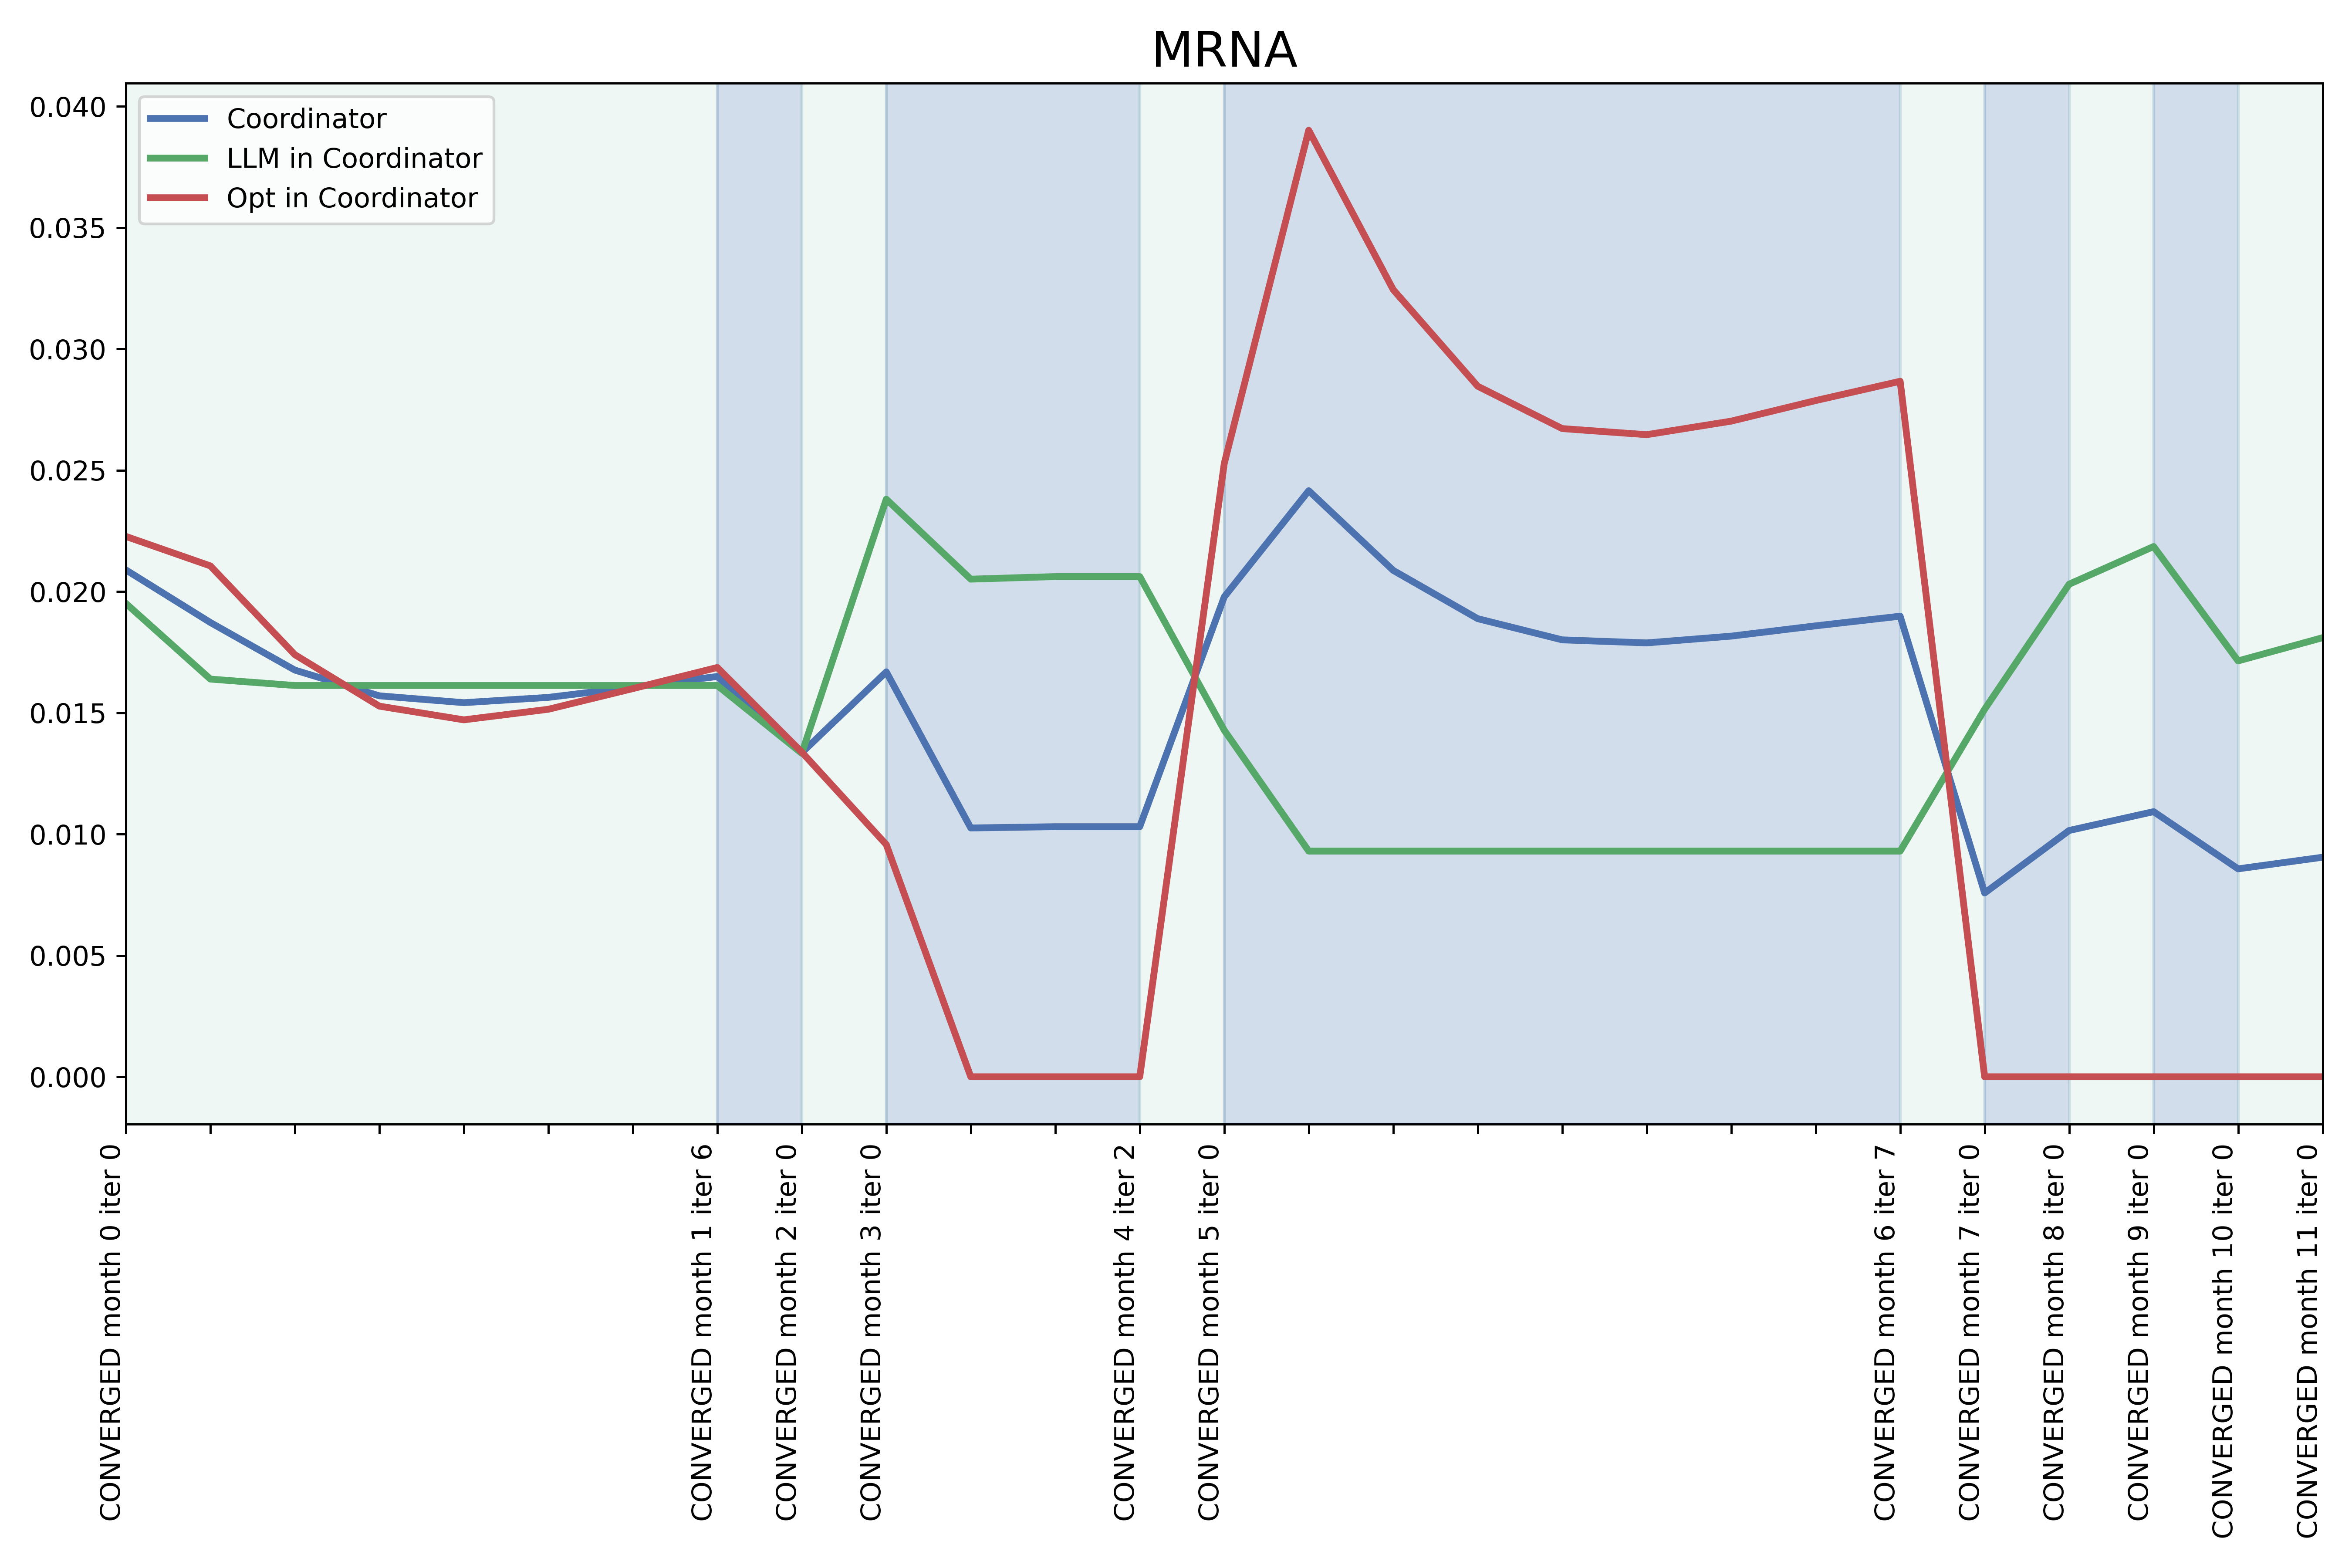 MRNA
0.040
0.035
0.030
0.025
0.020
0.015
0.010
0.005
0.000
Coordinator
LLM in Coordinator
Opt in Coordinator
CONVERGED month 0 iter 0
CONVERGED month 1 iter 6
CONVERGED month 2 iter 0
CONVERGED month 3 iter 0
CONVERGED month 4 iter 2
CONVERGED month 5 iter 0
CONVERGED month 6 iter 7
CONVERGED month 7 iter 0
CONVERGED month 8 iter 0
CONVERGED month 9 iter 0
CONVERGED month 10 iter 0
CONVERGED month 11 iter 0